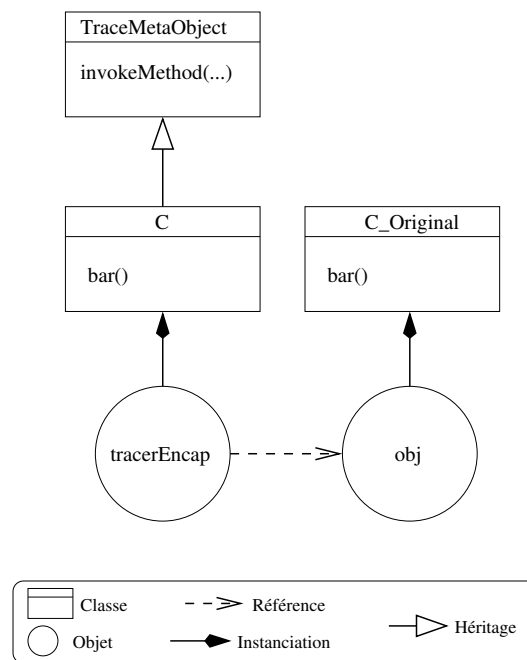 TraceMetaObject
invokeMethod(...)
C
C_Original
bar()
bar()
tracerEncap
obj
Classe
Référence
Héritage
Objet
Instanciation